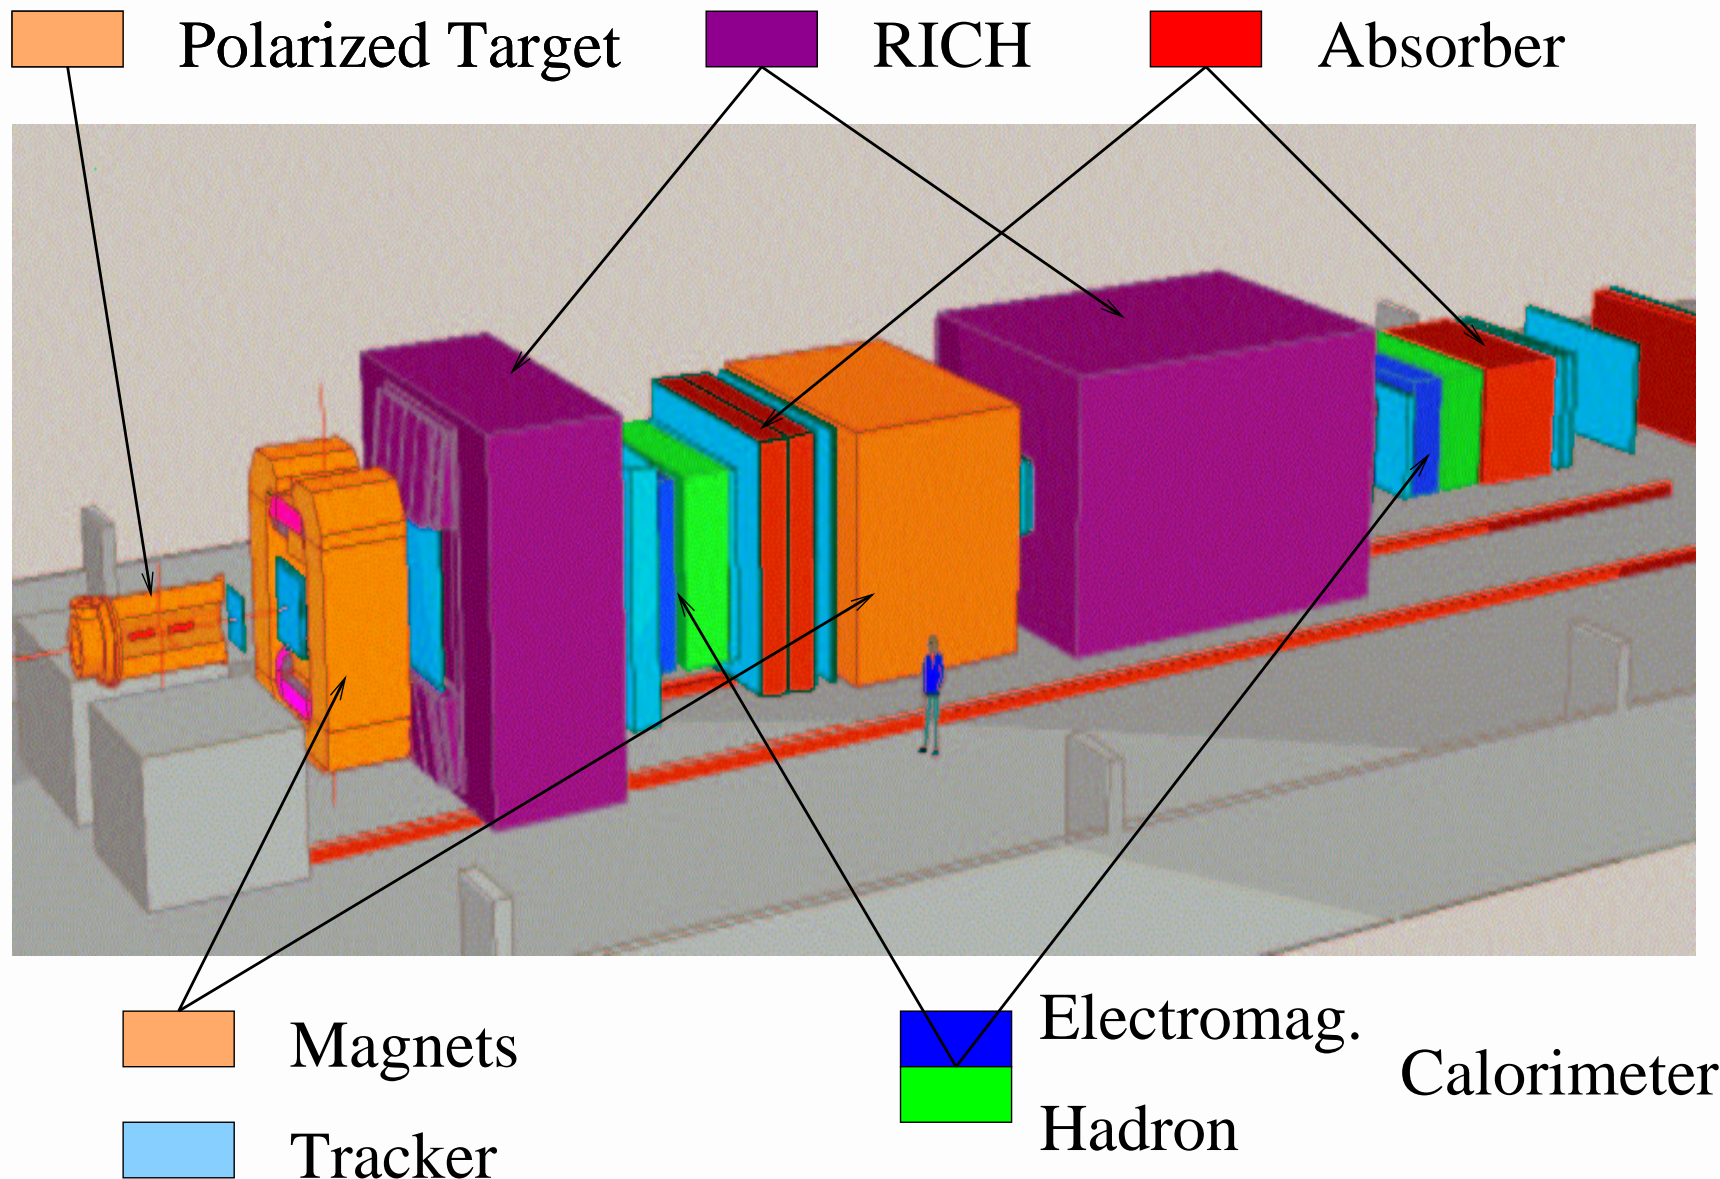 Polarized Target
RICH
Absorber
Magnets
Tracker
Electromag.
Calorimeter
Hadron